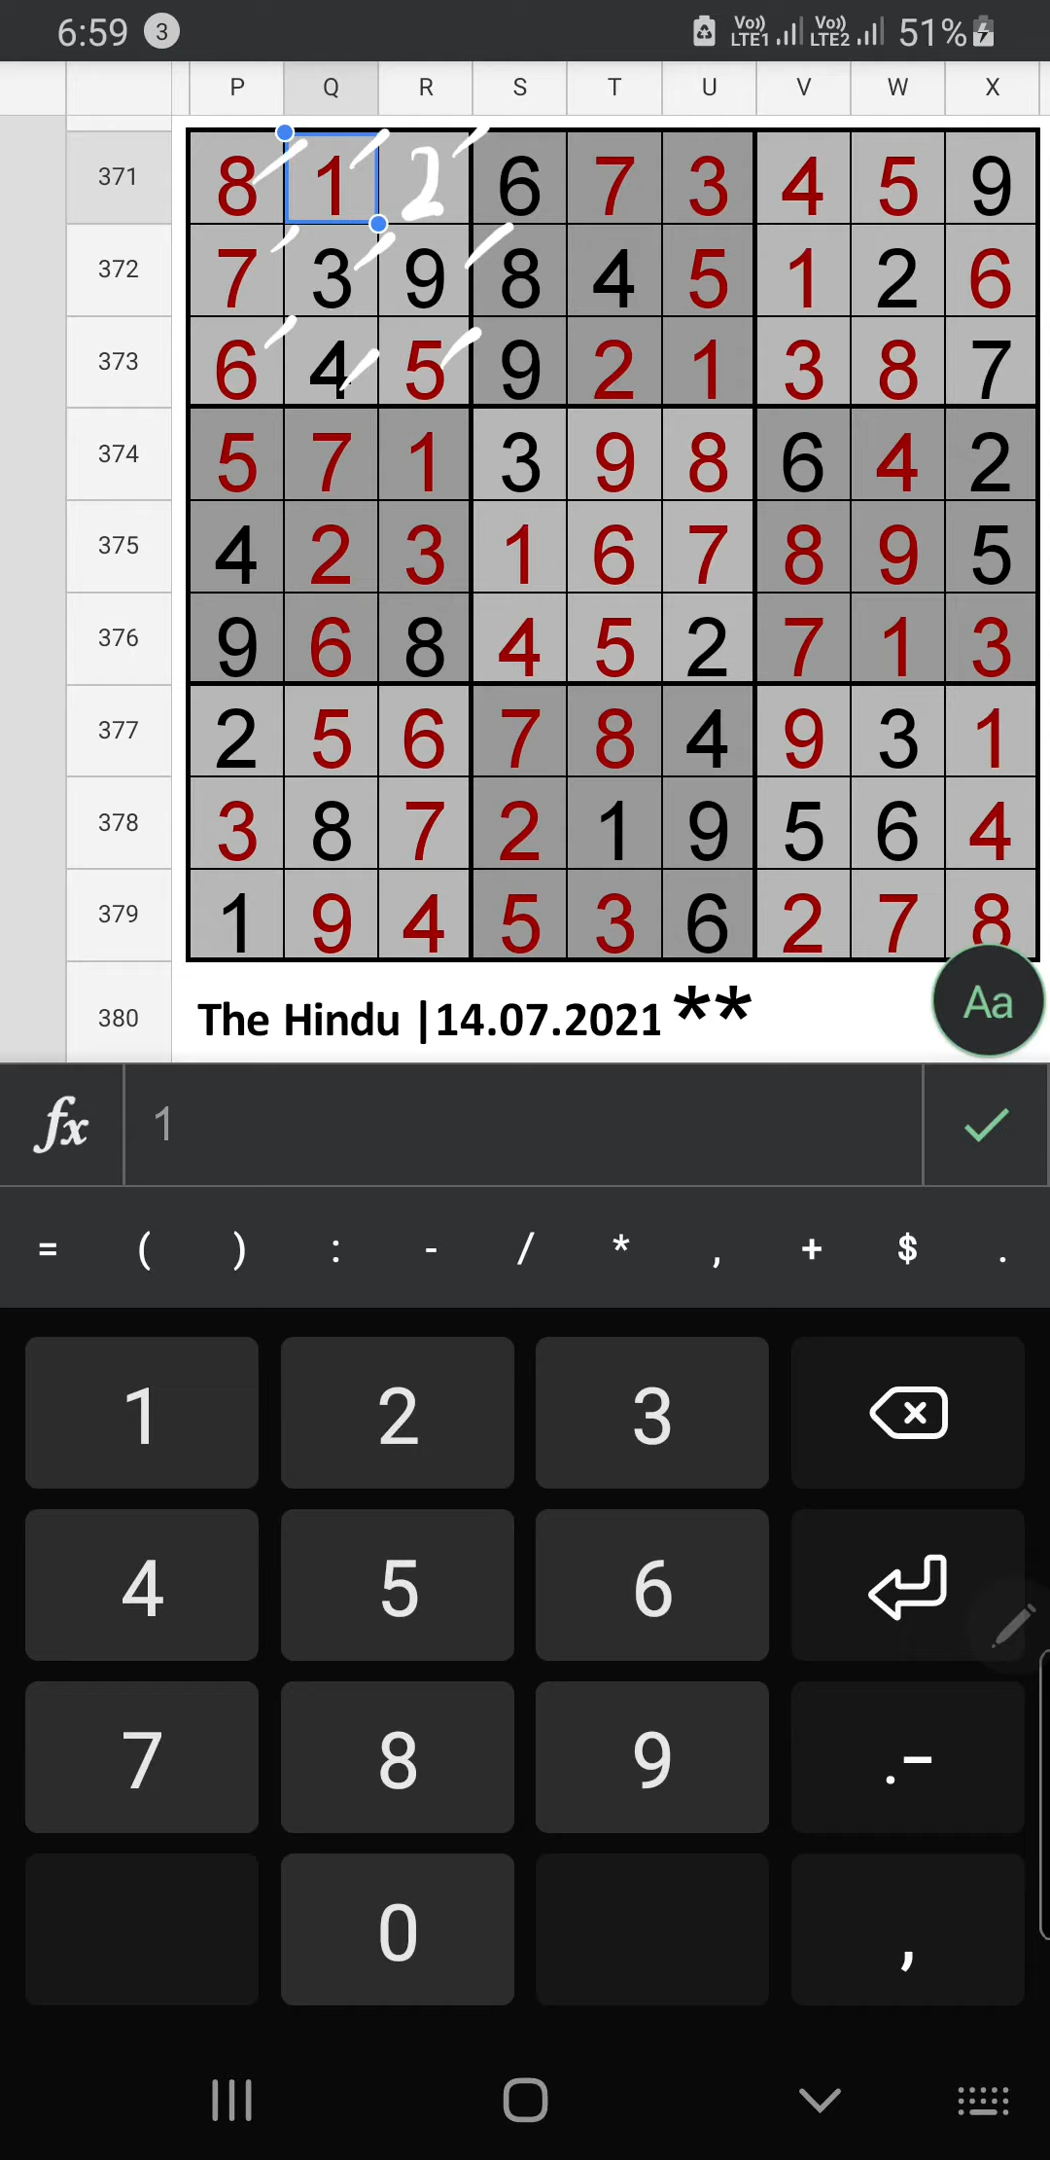 6:59 3 Vo)) LTE1 Vo)) LTE2 51%
P Q R S T U V W X
371 8 1 2 6 7 3 4 5 9
372 7 3 9 8 4 5 1 2 6
373 6 4 5 9 2 1 3 8 7
374 5 7 1 3 9 8 6 4 2
375 4 2 3 1 6 7 8 9 5
376 9 6 8 4 5 2 7 1 3
377 2 5 6 7 8 4 9 3 1
378 3 8 7 2 1 9 5 6 4
379 1 9 4 5 3 6 2 7 8
380 The Hindu |14.07.2021 **
Aa
fx 1
= ( ) : - / * , + $ .
1 2 3
4 5 6
7 8 9 .-
0 ,